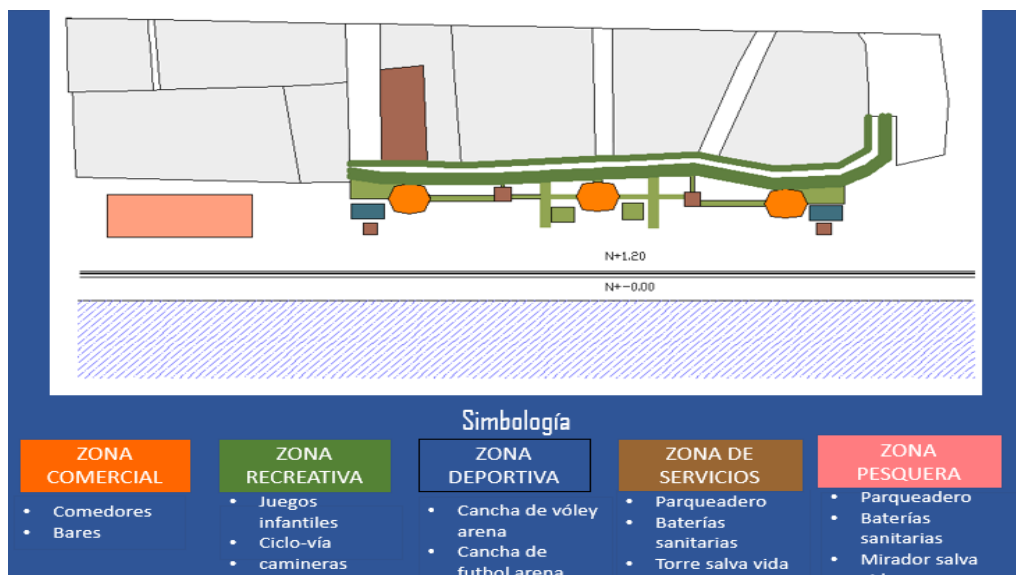 N+1.20
N+-0.00
Simbología
ZONA
COMERCIAL
• Comedores
• Bares
ZONA
RECREATIVA
• Juegos
infantiles
• Ciclo-vía
• camineras
ZONA
DEPORTIVA
• Cancha de vóley
arena
• Cancha de
futbol arena
ZONA DE
SERVICIOS
• Parqueadero
• Baterías
sanitarias
• Torre salva vida
ZONA
PESQUERA
• Parqueadero
• Baterías
sanitarias
• Mirador salva